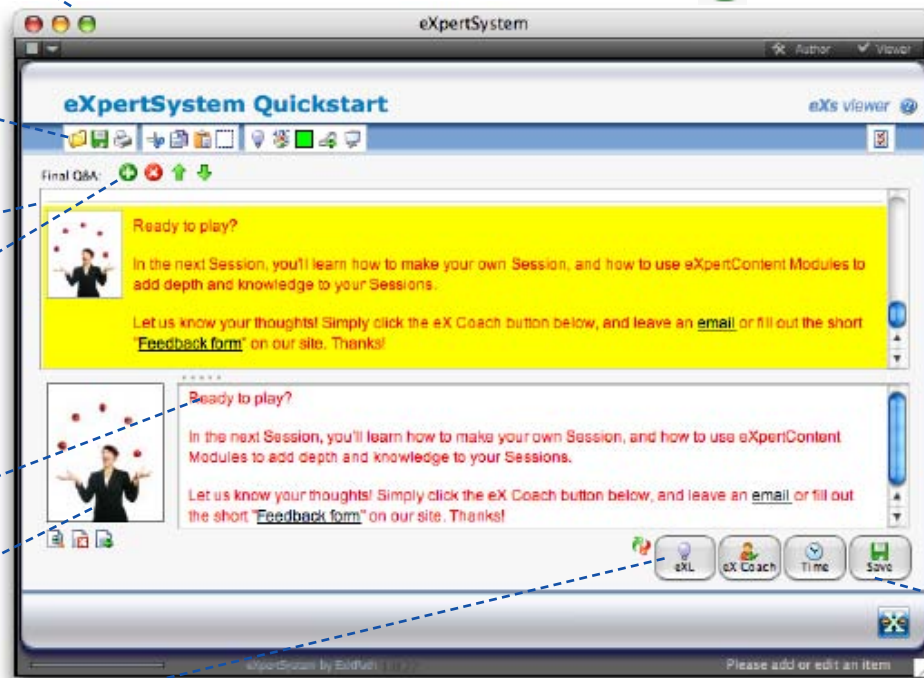 eXpertSystem
Author Viewer
eXpertSystem Quickstart
eXs viewer
Final Q&A:
Ready to play?
In the next Session, you'll learn how to make your own Session, and how to use eXpertContent Modules to
add depth and knowledge to your Sessions.
Let us know your thoughts! Simply click the eX Coach button below, and leave an email or fill out the short
"Feedback form" on our site. Thanks!
Ready to play?
In the next Session, you'll learn how to make your own Session, and how to use eXpertContent
Modules to add depth and knowledge to your Sessions.
Let us know your thoughts! Simply click the eX Coach button below, and leave an email or fill out
the short "Feedback form" on our site. Thanks!
eXL eX Coach Time Save
eXpertSystem by
Please add or edit an item